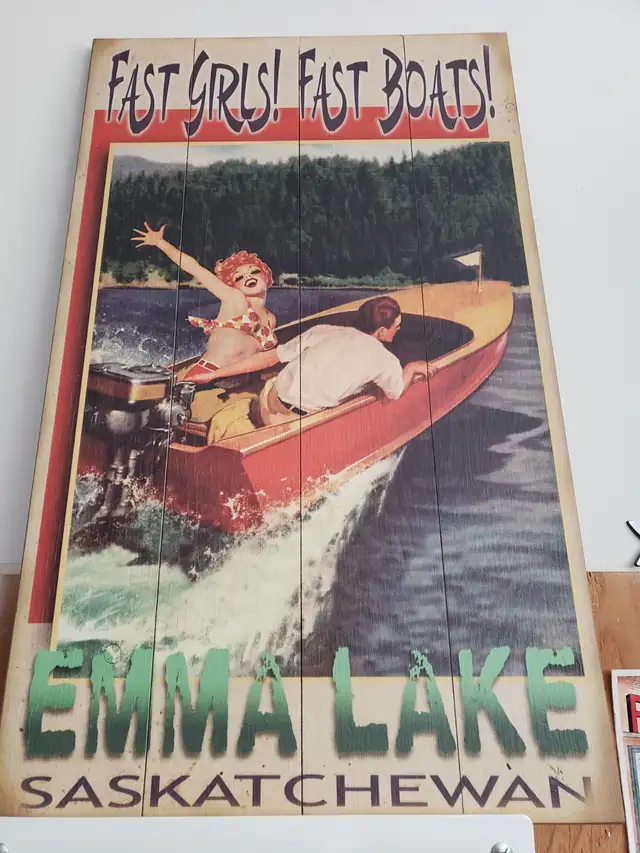 Fast Girls! Fast Boats!
EMMA LAKE
SASKATCHEWAN